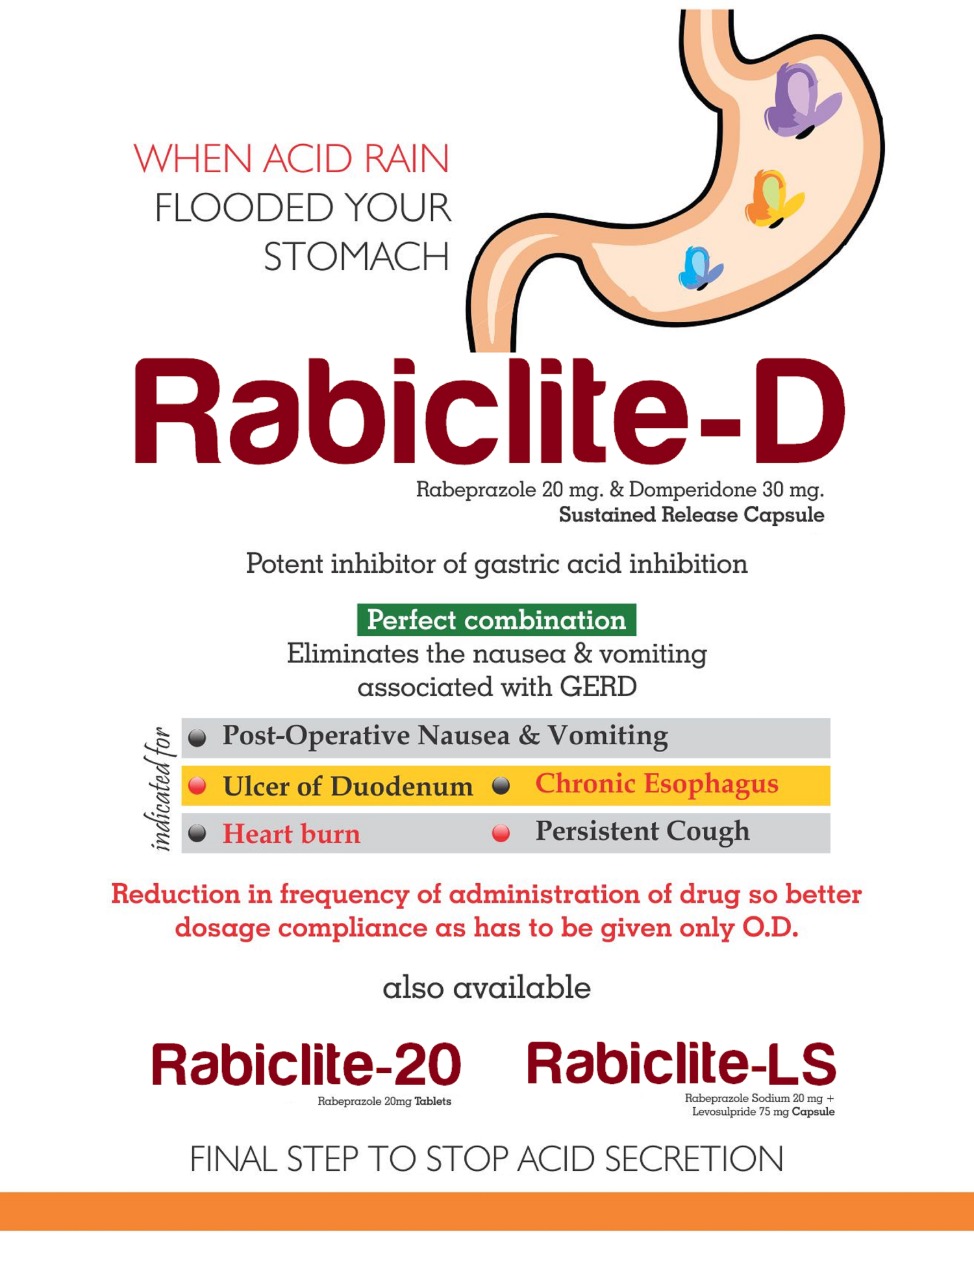 WHEN ACID RAIN
FLOODED YOUR
STOMACH
Rabiclite-D
Rabeprazole 20 mg. & Domperidone 30 mg.
Sustained Release Capsule
Potent inhibitor of gastric acid inhibition
Perfect combination
Eliminates the nausea & vomiting
associated with GERD
indicated for
Post-Operative Nausea & Vomiting
Ulcer of Duodenum Chronic Esophagus
Heart burn Persistent Cough
Reduction in frequency of administration of drug so better
dosage compliance as has to be given only O.D.
also available
Rabiclite-20
Rabeprazole 20mg Tablets
Rabiclite-LS
Rabeprazole Sodium 20 mg +
Levosulpride 75 mg Capsule
FINAL STEP TO STOP ACID SECRETION